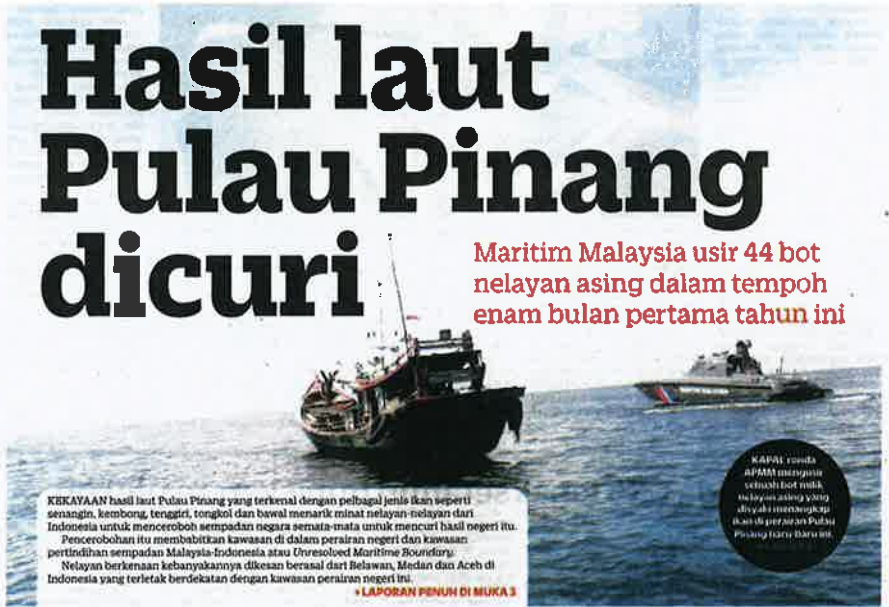 Hasil laut
Pulau Pinang
dicuri
Maritim Malaysia usir 44 bot
nelayan asing dalam tempoh
enam bulan pertama tahun ini
KEKAYAAN hasil laut Pulau Pinang yang terkenal dengan pelbagai jenis ikan seperti
senangin, kembong, tenggiri, tongkol dan bawal menarik minat nelayan-nelayan dari
Indonesia untuk menceroboh sempadan negara semata-mata untuk mencuri hasil negeri itu.
Pencerobohan itu membabitkan kawasan di dalam perairan negeri dan kawasan
pertindihan sempadan Malaysia-Indonesia atau Unresolved Maritime Boundary.
Nelayan berkenaan kebanyakannya dikesan berasal dari Belawan, Medan dan Aceh di
Indonesia yang terletak berdekatan dengan kawasan perairan negeri ini.
LAPORAN PENUH DI MUKA 3
KAPAL ronda
APMM mengusir
sebuah bot milik
nelayan asing yang
disyaki menangkap
ikan di perairan Pulau
Pinang baru-baru ini.